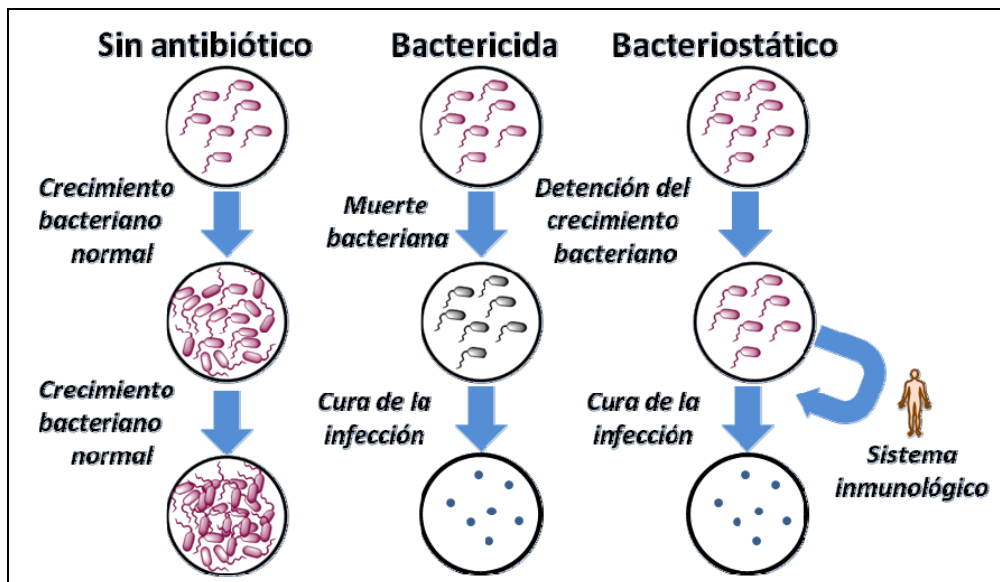 Sin antibiótico
Bactericida
Bacteriostático
Crecimiento
bacteriano
normal
Muerte
bacteriana
Detención del
crecimiento
bacteriano
Crecimiento
bacteriano
normal
Cura de la
infección
Cura de la
infección
Sistema
inmunológico